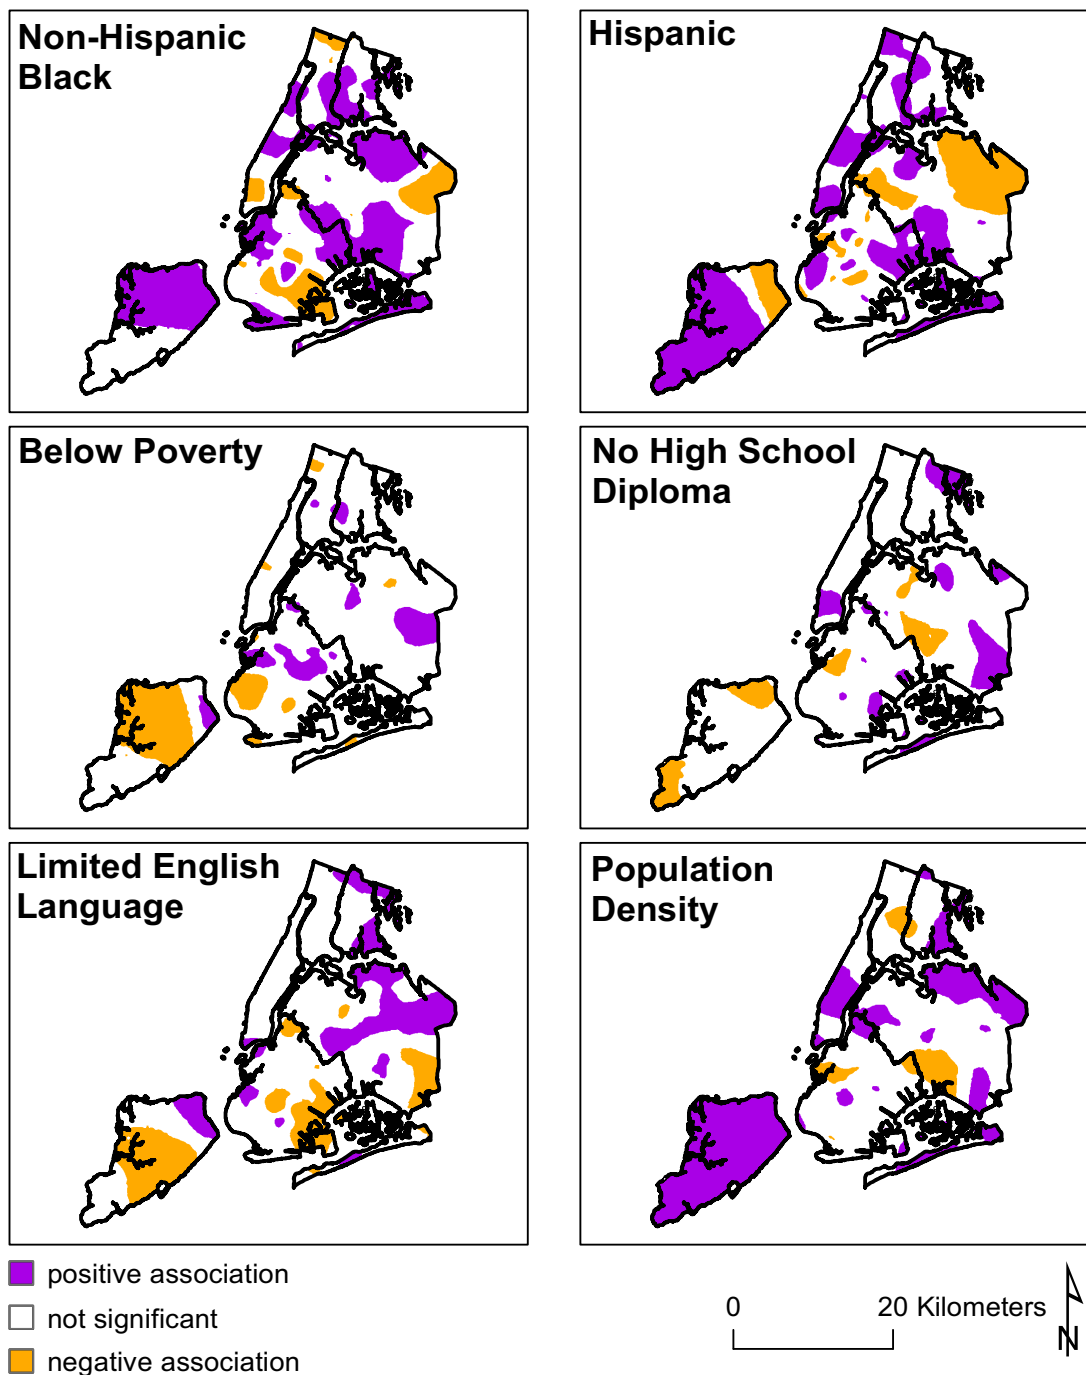 Non-Hispanic
Black
Hispanic
Below Poverty
No High School
Diploma
Limited English
Language
Population
Density
positive association
not significant
negative association
0 20 Kilometers
N